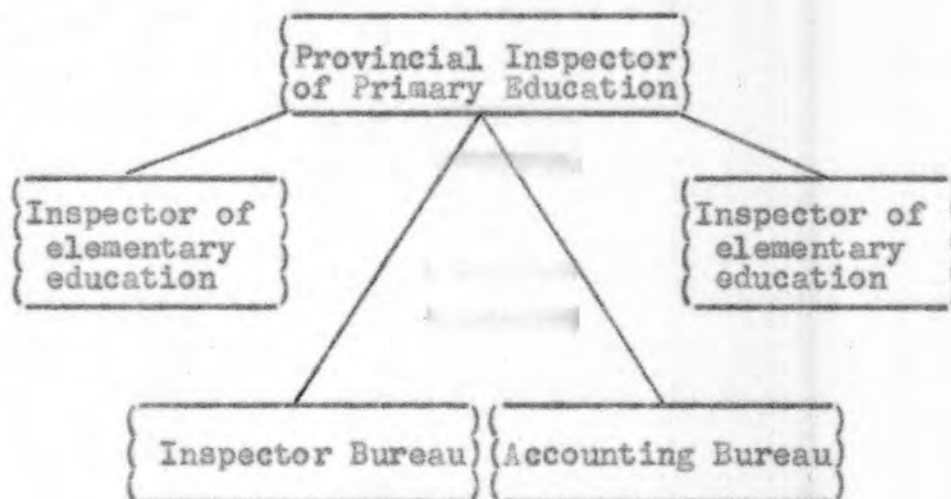 Provincial Inspector
of Primary Education
Inspector of
elementary
education
Inspector of
elementary
education
Inspector Bureau
Accounting Bureau